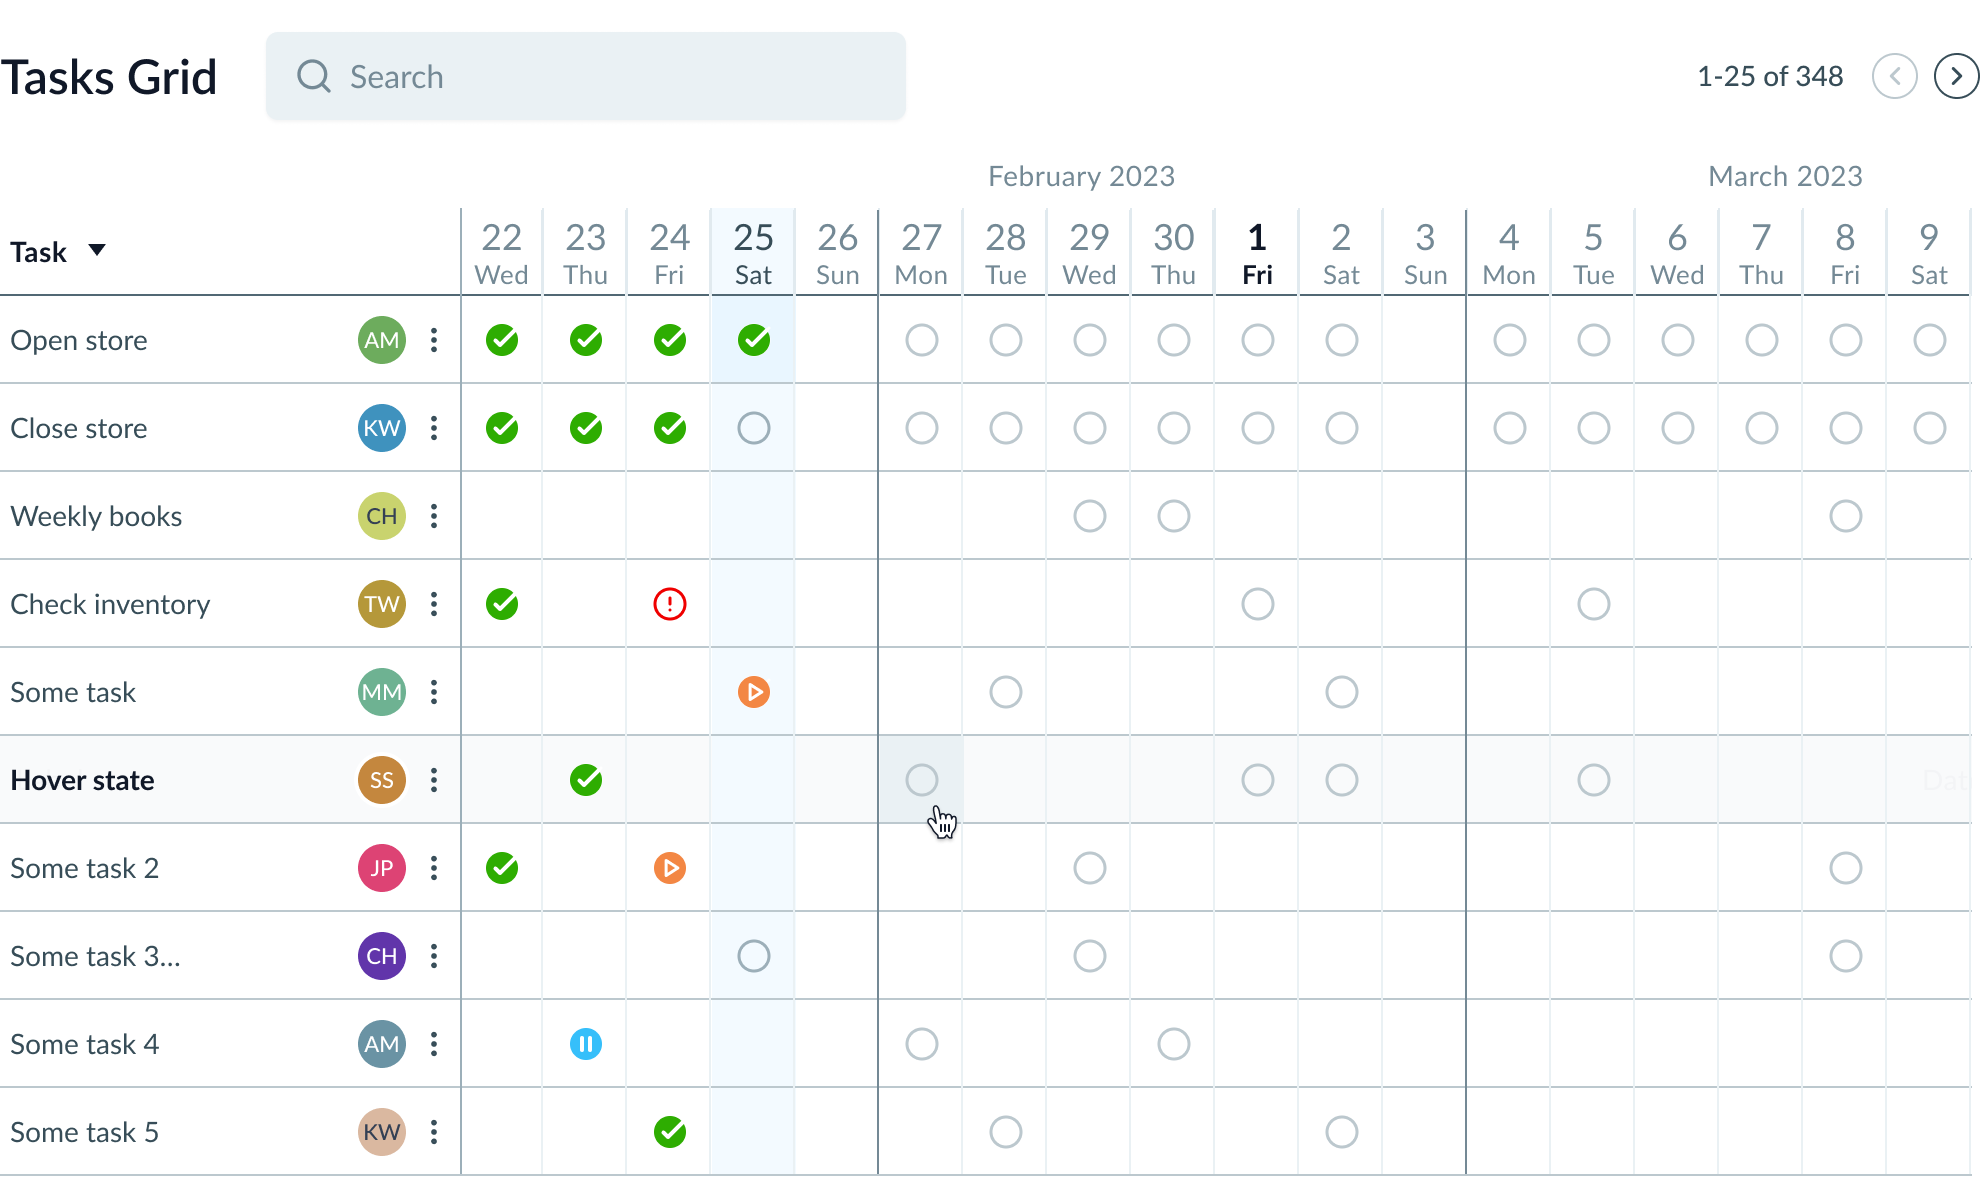 Tasks Grid
Search
1-25 of 348
February 2023
March 2023
Task
22 23 24 25 26 27 28 29 30 1 2 3 4 5 6 7 8 9
Wed Thu Fri Sat Sun Mon Tue Wed Thu Fri Sat Sun Mon Tue Wed Thu Fri Sat
Open store AM
Close store KW
Weekly books CH
Check inventory TW
Some task MM
Hover state SS Dat
Some task 2 JP
Some task 3... CH
Some task 4 AM
Some task 5 KW